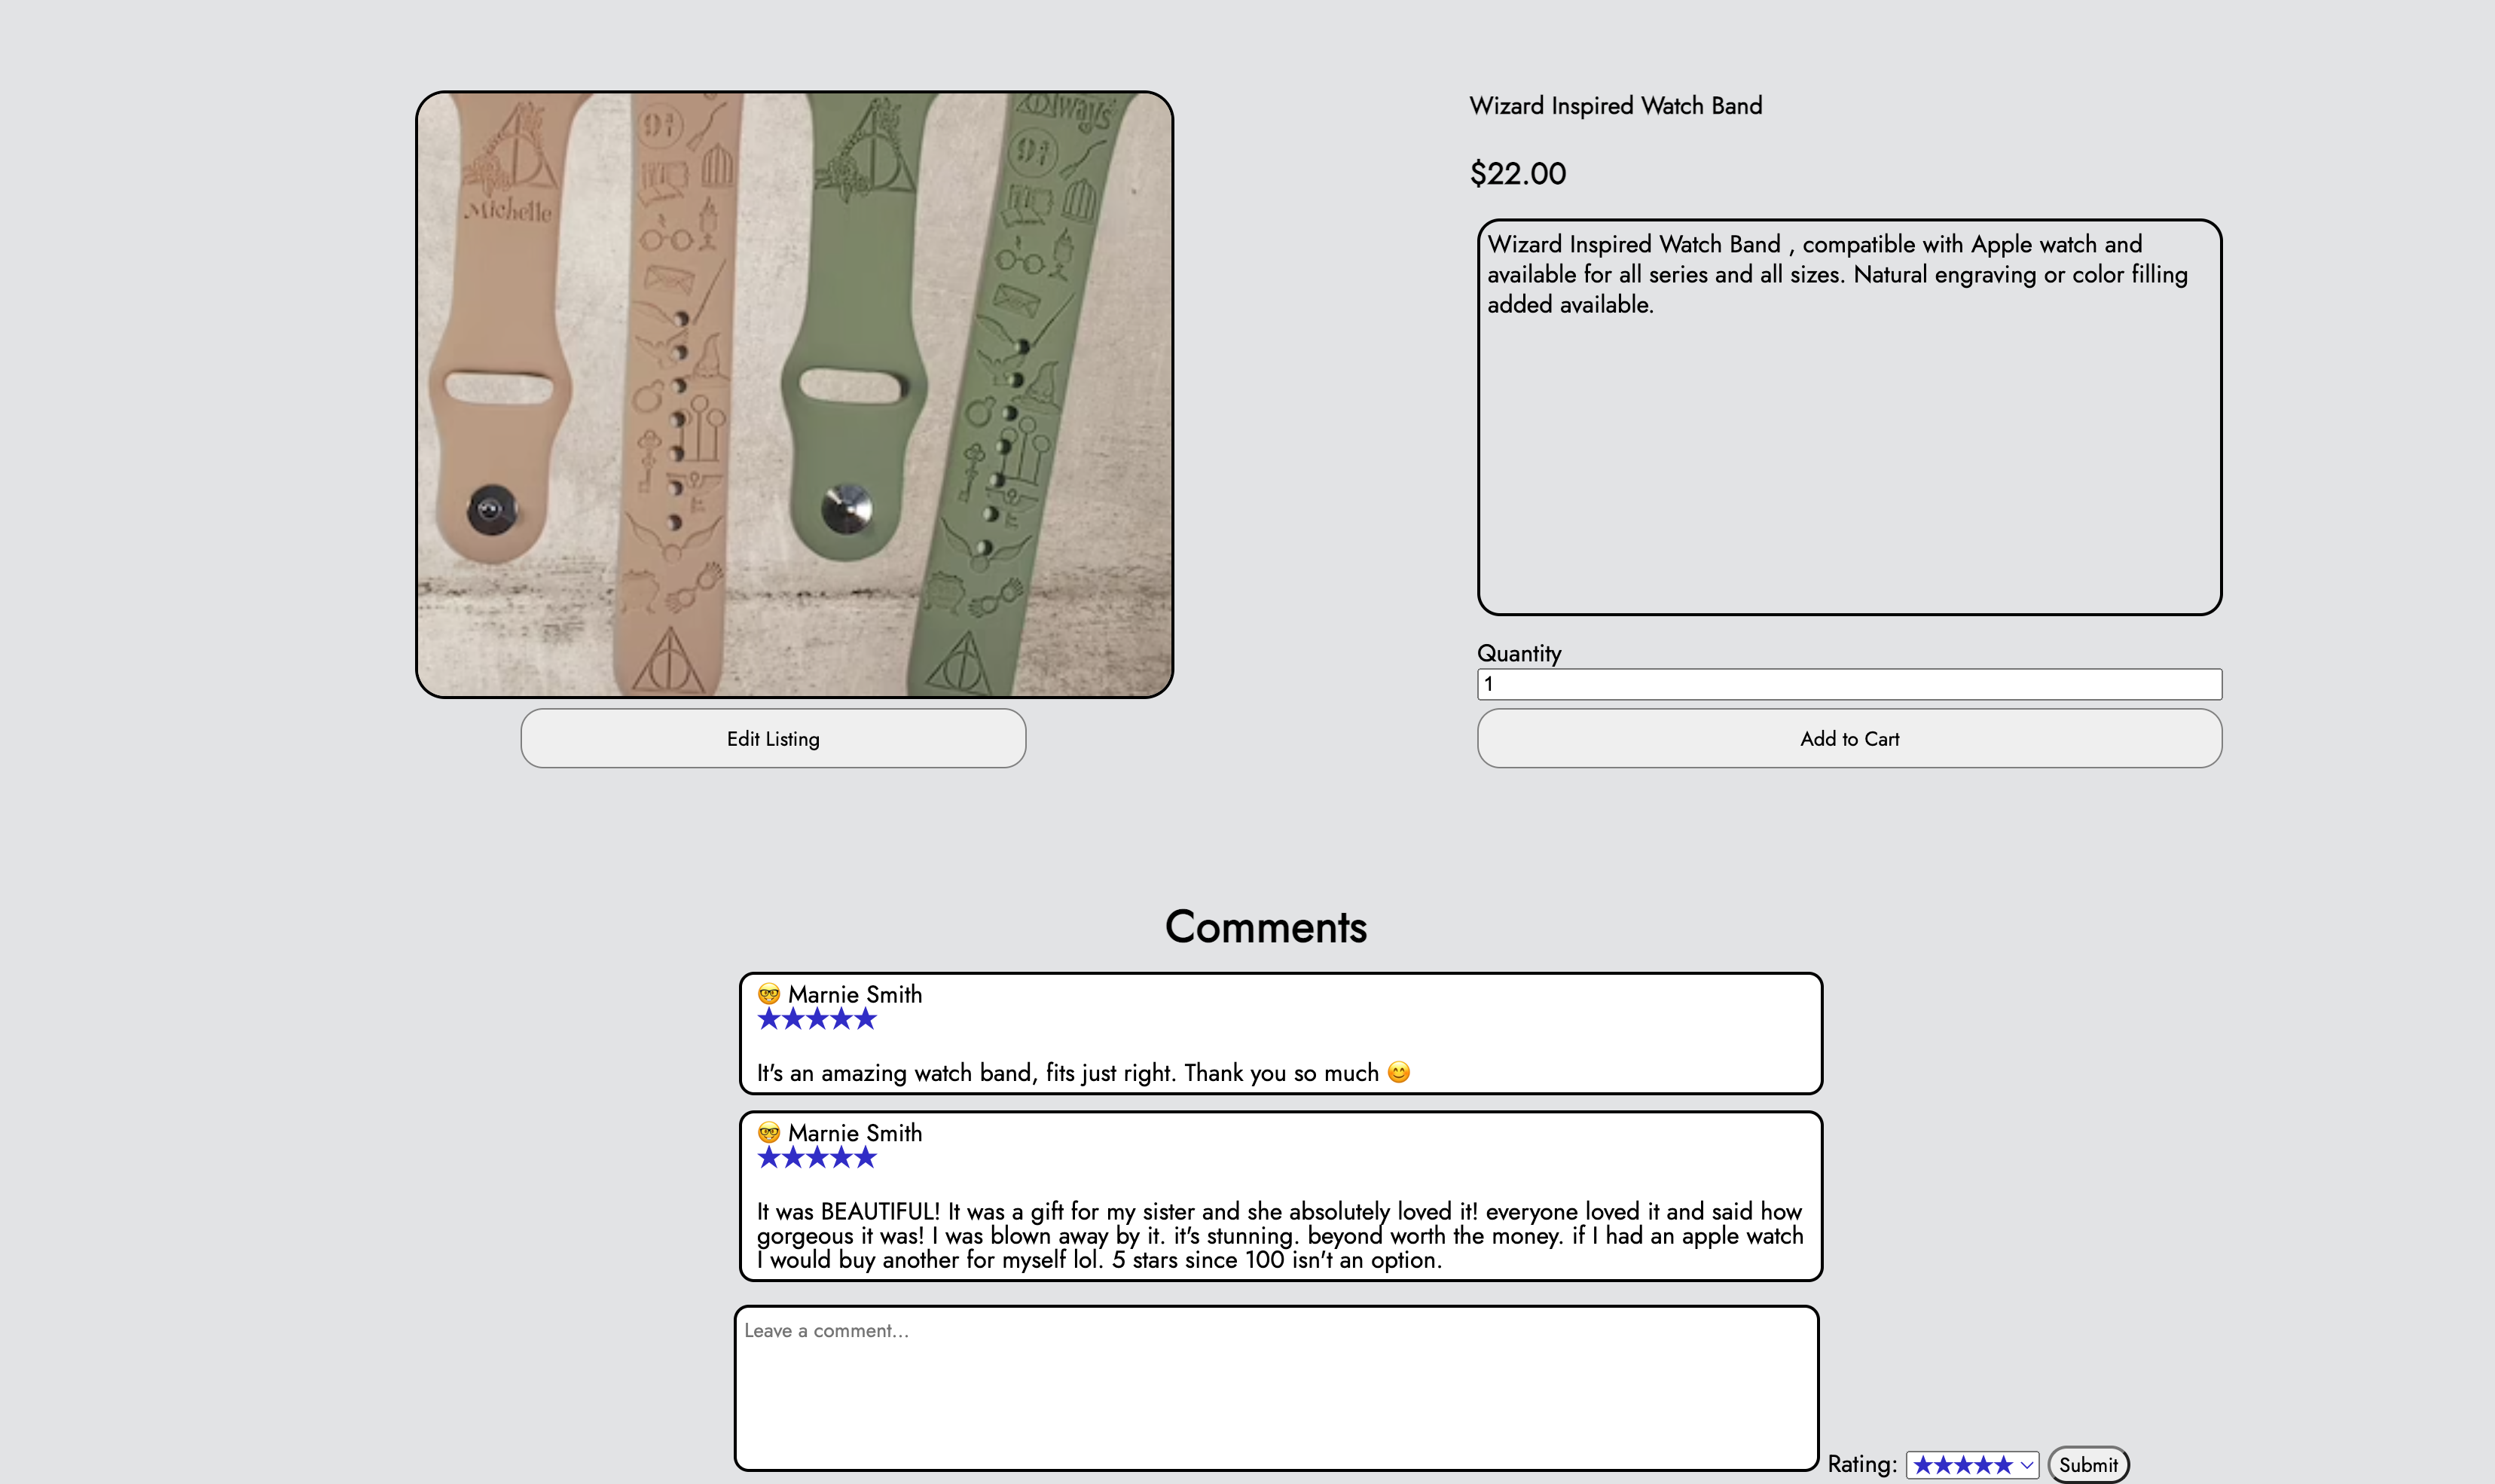 Always
9¾
9¾
Michelle
Edit Listing
Wizard Inspired Watch Band
$22.00
Wizard Inspired Watch Band , compatible with Apple watch and
available for all series and all sizes. Natural engraving or color filling
added available.
Quantity
1
Add to Cart
Comments
🤓 Marnie Smith
★★★★★
It's an amazing watch band, fits just right. Thank you so much 😊
🤓 Marnie Smith
★★★★★
It was BEAUTIFUL! It was a gift for my sister and she absolutely loved it! everyone loved it and said how
gorgeous it was! I was blown away by it. it's stunning. beyond worth the money. if I had an apple watch
I would buy another for myself lol. 5 stars since 100 isn't an option.
Leave a comment...
Rating: ★★★★★ Submit